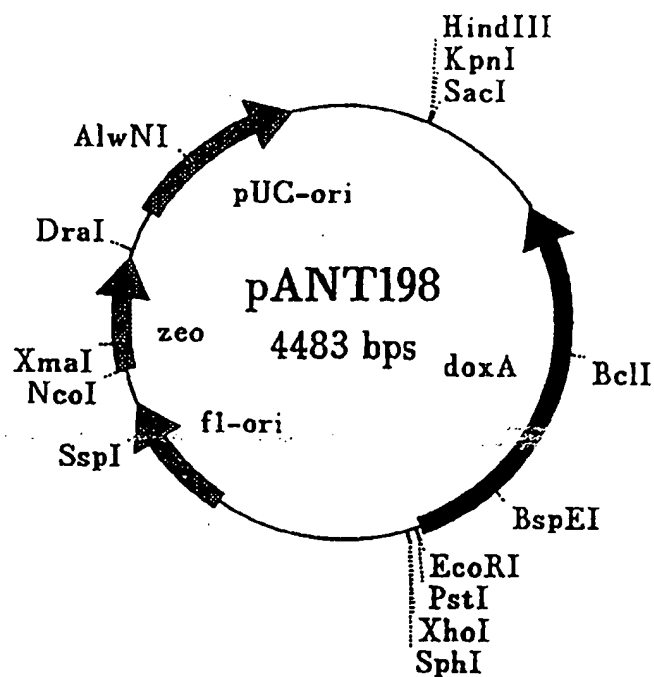 HindIII
KpnI
SacI
AlwNI
pUC-ori
DraI
pANT198
4483 bps
zeo
doxA
XmaI
NcoI
BclI
f1-ori
SspI
BspEI
EcoRI
PstI
XhoI
SphI